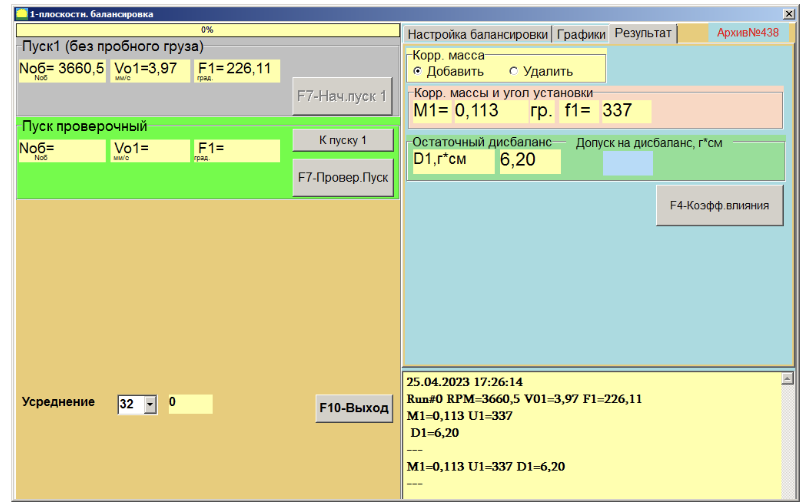 1-плоскостн. балансировка
0%
Пуск1 (без пробного груза)
Nоб= 3660,5 Vo1=3,97 F1=226,11
Nоб мм/с град.
F7-Нач.пуск 1
Пуск проверочный
Nоб= Vo1= F1=
Nоб мм/с град.
К пуску 1
F7-Провер.Пуск
Усреднение 32 0
F10-Выход
Настройка балансировки Графики Результат Архив№438
Корр. масса
Добавить Удалить
Корр. массы и угол установки
M1= 0,113 гр. f1= 337
Остаточный дисбаланс Допуск на дисбаланс, г*см
D1,г*см 6,20
F4-Коэфф.влияния
25.04.2023 17:26:14
Run#0 RPM=3660,5 V01=3,97 F1=226,11
M1=0,113 U1=337
D1=6,20
---
M1=0,113 U1=337 D1=6,20
---